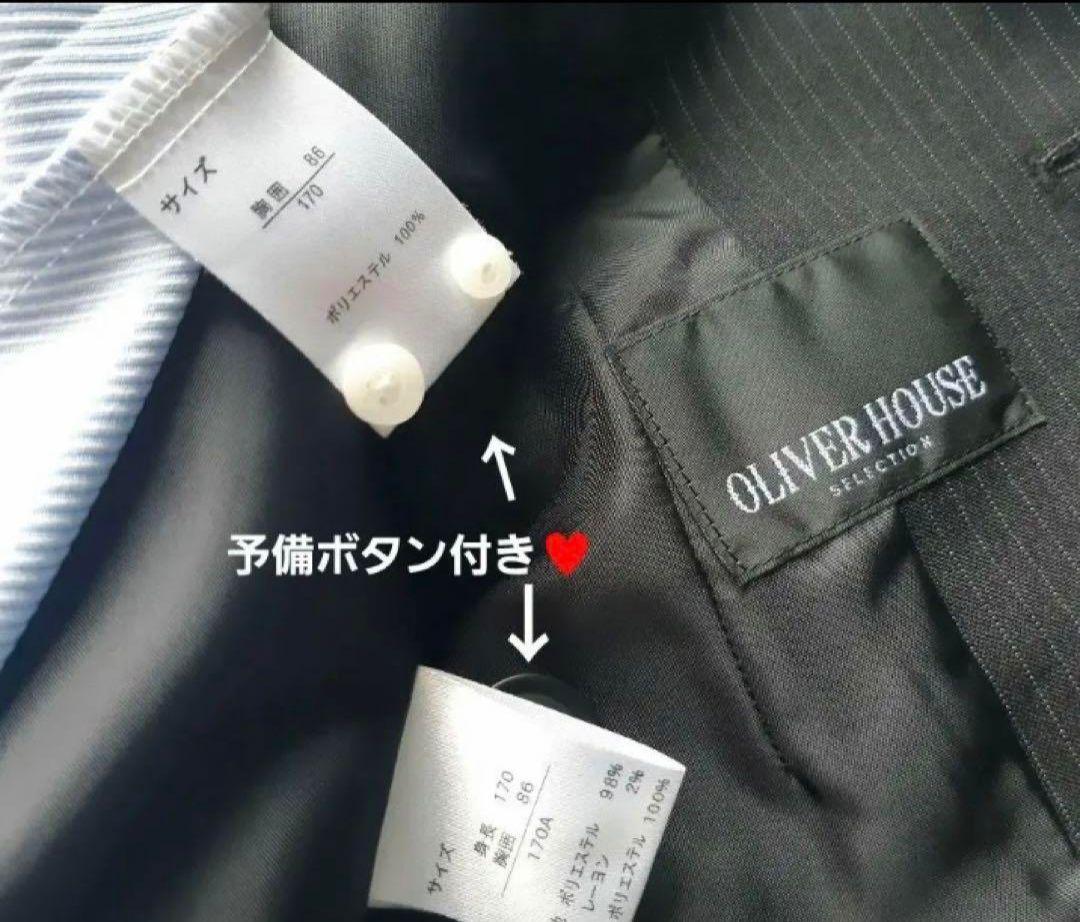 サイズ
胸囲 86
170
ポリエステル 100%
OLIVER HOUSE
SELECTION
予備ボタン付き♥
サイズ
身長 170
胸囲 86
170A
ポリエステル 98%
レーヨン 2%
ポリエステル 100%